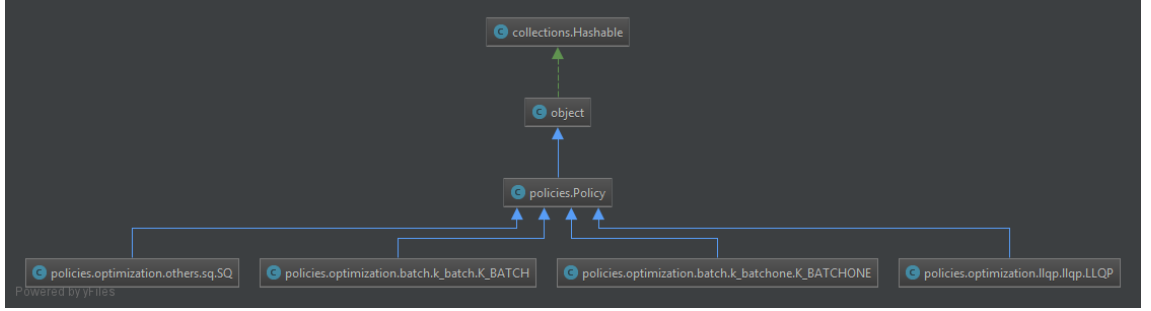 collections.Hashable
object
policies.Policy
policies.optimization.others.sq.SQ
policies.optimization.batch.k_batch.K_BATCH
policies.optimization.batch.k_batchone.K_BATCHONE
policies.optimization.llqp.llqp.LLQP
Powered by yFiles